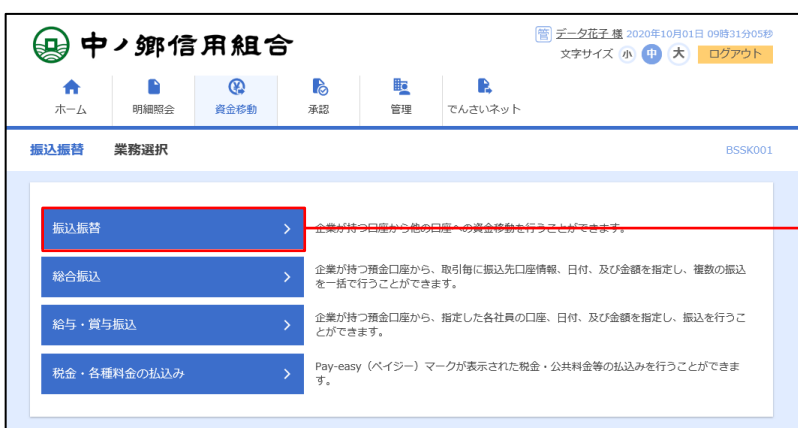 中ノ郷信用組合
管 データ花子 様 2020年10月01日 09時31分05秒
文字サイズ 小 中 大 ログアウト
ホーム 明細照会 資金移動 承認 管理 でんさいネット
振込振替 業務選択 BSSK001
振込振替 企業が持つ口座から他の口座への資金移動を行うことができます。
総合振込 企業が持つ預金口座から、取引毎に振込先口座情報、日付、及び金額を指定し、複数の振込
を一括で行うことができます。
給与・賞与振込 企業が持つ預金口座から、指定した各社員の口座、日付、及び金額を指定し、振込を行うこ
とができます。
税金・各種料金の払込み Pay-easy（ペイジー）マークが表示された税金・公共料金等の払込みを行うことができま
す。